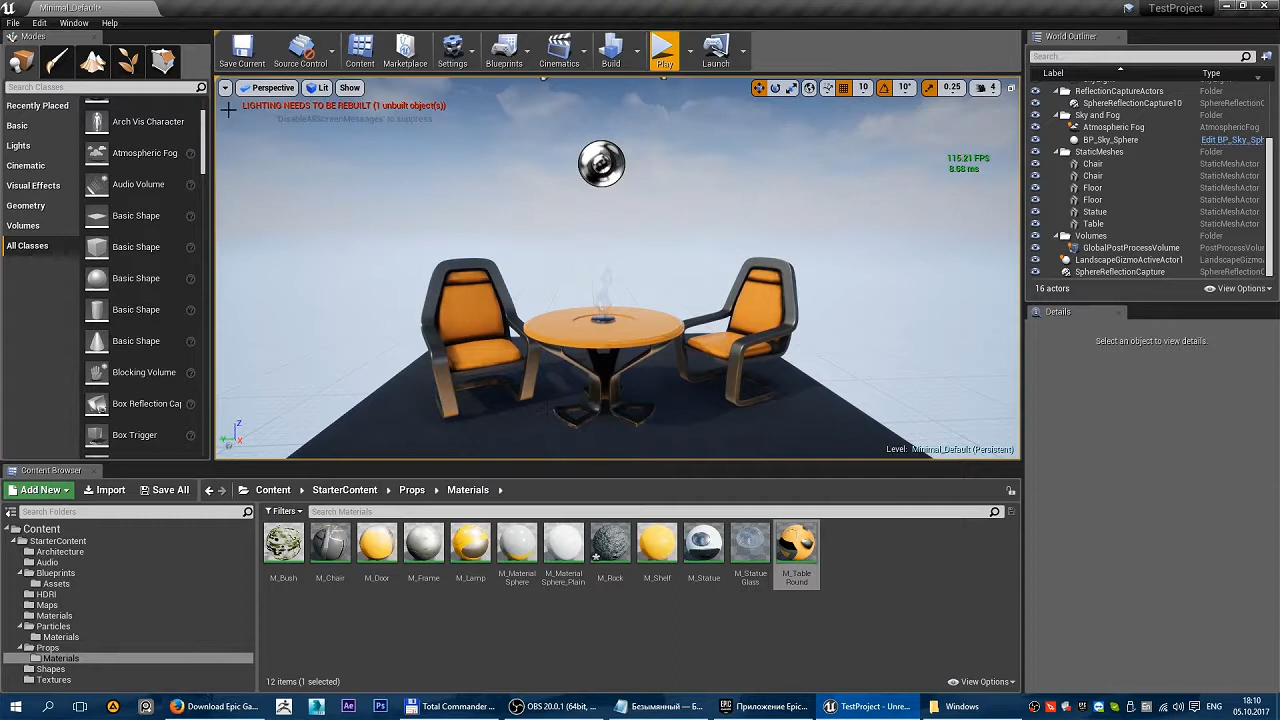 Minimal_Default*
TestProject
File Edit Window Help
Modes
Search Classes
Recently Placed
Basic
Lights
Cinematic
Visual Effects
Geometry
Volumes
All Classes
Arch Vis Character
Atmospheric Fog
Audio Volume
Basic Shape
Basic Shape
Basic Shape
Basic Shape
Basic Shape
Blocking Volume
Box Reflection Cap
Box Trigger
Save Current Source Control Content Marketplace Settings Blueprints Cinematics Build Play Launch
Perspective Lit Show
10 10° 0.25 4
LIGHTING NEEDS TO BE REBUILT (1 unbuilt object(s))
'DisableAllScreenMessages' to suppress
115.21 FPS
8.68 ms
Z
X
Level: Minimal_Default (Persistent)
World Outliner
Search...
Label Type
ReflectionCaptureActors Folder
SphereReflectionCapture10 SphereReflectionC
Sky and Fog Folder
Atmospheric Fog AtmosphericFog
BP_Sky_Sphere Edit BP_Sky_Sph
StaticMeshes Folder
Chair StaticMeshActor
Chair StaticMeshActor
Floor StaticMeshActor
Floor StaticMeshActor
Statue StaticMeshActor
Table StaticMeshActor
Volumes Folder
GlobalPostProcessVolume PostProcessVolu
LandscapeGizmoActiveActor1 LandscapeGizmo
SphereReflectionCapture SphereReflectionC
16 actors View Options
Details
Select an object to view details.
Content Browser
Add New Import Save All Content StarterContent Props Materials
Search Folders
Filters Search Materials
Content
StarterContent
Architecture
Audio
Blueprints
Assets
HDRI
Maps
Materials
Particles
Materials
Props
Materials
Shapes
Textures
M_Bush
M_Chair
M_Door
M_Frame
M_Lamp
M_Material Sphere
M_Material Sphere_Plain
M_Rock
M_Shelf
M_Statue
M_Statue Glass
M_Table Round
12 items (1 selected) View Options
Download Epic Ga... Total Commander ... OBS 20.0.1 (64bit, ... Безымянный — Б... Приложение Epic... TestProject - Unre... Windows
ENG
18:10
05.10.2017